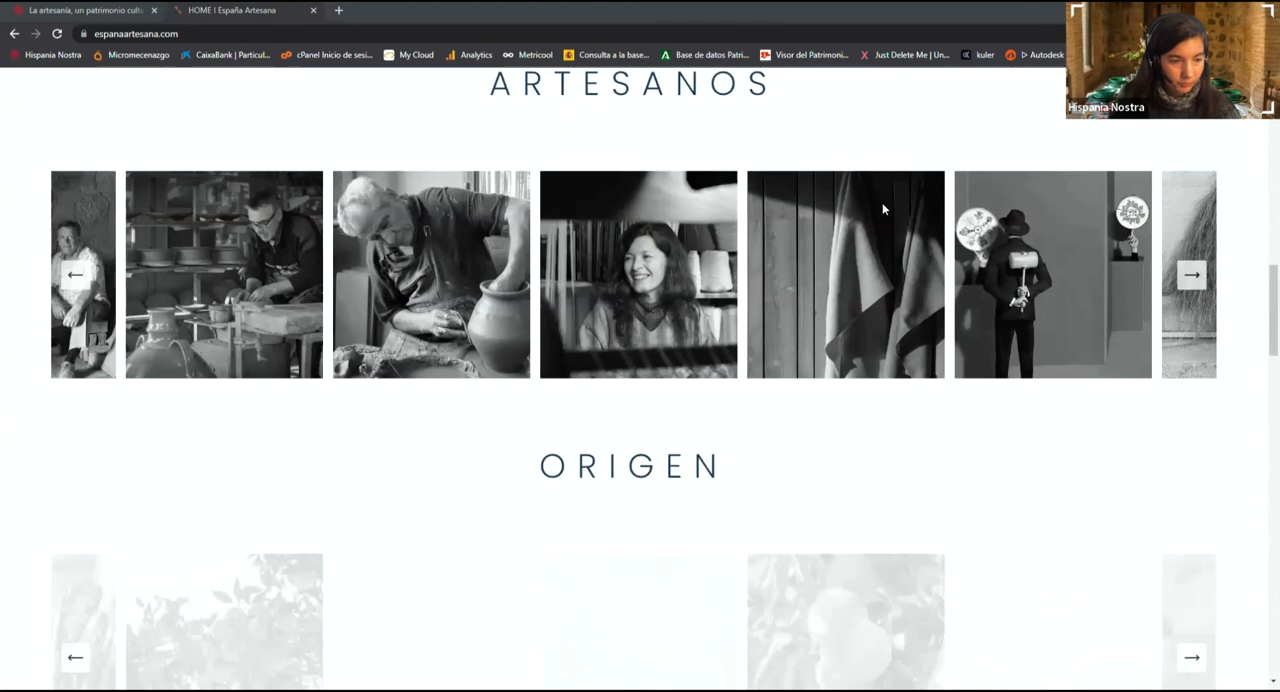 La artesanía, un patrimonio cultu
HOME I España Artesana
espanaartesana.com
Hispania Nostra
Micromecenazgo
CaixaBank | Particul...
cPanel Inicio de sesi...
My Cloud
Analytics
Metricool
Consulta a la base...
Base de datos Patri...
Visor del Patrimoni...
Just Delete Me | Un...
kuler
Autodesk
Hispania Nostra
ARTESANOS
ORIGEN